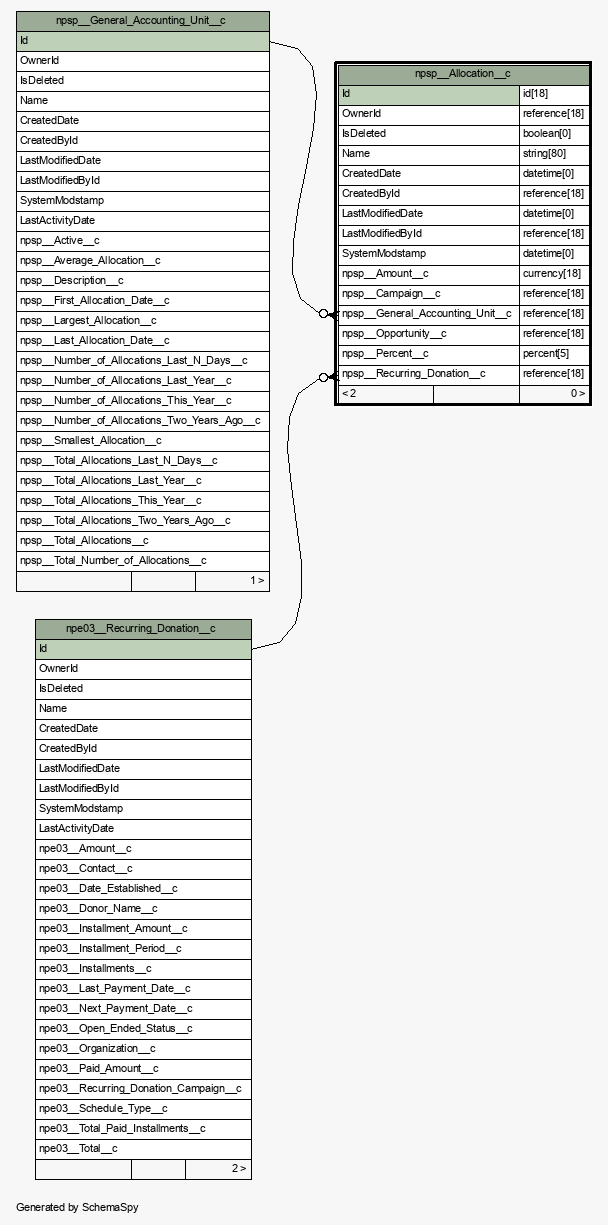 npsp__General_Accounting_Unit__c
Id
OwnerId
IsDeleted
Name
CreatedDate
CreatedById
LastModifiedDate
LastModifiedById
SystemModstamp
LastActivityDate
npsp__Active__c
npsp__Average_Allocation__c
npsp__Description__c
npsp__First_Allocation_Date__c
npsp__Largest_Allocation__c
npsp__Last_Allocation_Date__c
npsp__Number_of_Allocations_Last_N_Days__c
npsp__Number_of_Allocations_Last_Year__c
npsp__Number_of_Allocations_This_Year__c
npsp__Number_of_Allocations_Two_Years_Ago__c
npsp__Smallest_Allocation__c
npsp__Total_Allocations_Last_N_Days__c
npsp__Total_Allocations_Last_Year__c
npsp__Total_Allocations_This_Year__c
npsp__Total_Allocations_Two_Years_Ago__c
npsp__Total_Allocations__c
npsp__Total_Number_of_Allocations__c
1 >
npsp__Allocation__c
Id id[18]
OwnerId reference[18]
IsDeleted boolean[0]
Name string[80]
CreatedDate datetime[0]
CreatedById reference[18]
LastModifiedDate datetime[0]
LastModifiedById reference[18]
SystemModstamp datetime[0]
npsp__Amount__c currency[18]
npsp__Campaign__c reference[18]
npsp__General_Accounting_Unit__c reference[18]
npsp__Opportunity__c reference[18]
npsp__Percent__c percent[5]
npsp__Recurring_Donation__c reference[18]
< 2 0 >
npe03__Recurring_Donation__c
Id
OwnerId
IsDeleted
Name
CreatedDate
CreatedById
LastModifiedDate
LastModifiedById
SystemModstamp
LastActivityDate
npe03__Amount__c
npe03__Contact__c
npe03__Date_Established__c
npe03__Donor_Name__c
npe03__Installment_Amount__c
npe03__Installment_Period__c
npe03__Installments__c
npe03__Last_Payment_Date__c
npe03__Next_Payment_Date__c
npe03__Open_Ended_Status__c
npe03__Organization__c
npe03__Paid_Amount__c
npe03__Recurring_Donation_Campaign__c
npe03__Schedule_Type__c
npe03__Total_Paid_Installments__c
npe03__Total__c
2 >
Generated by SchemaSpy